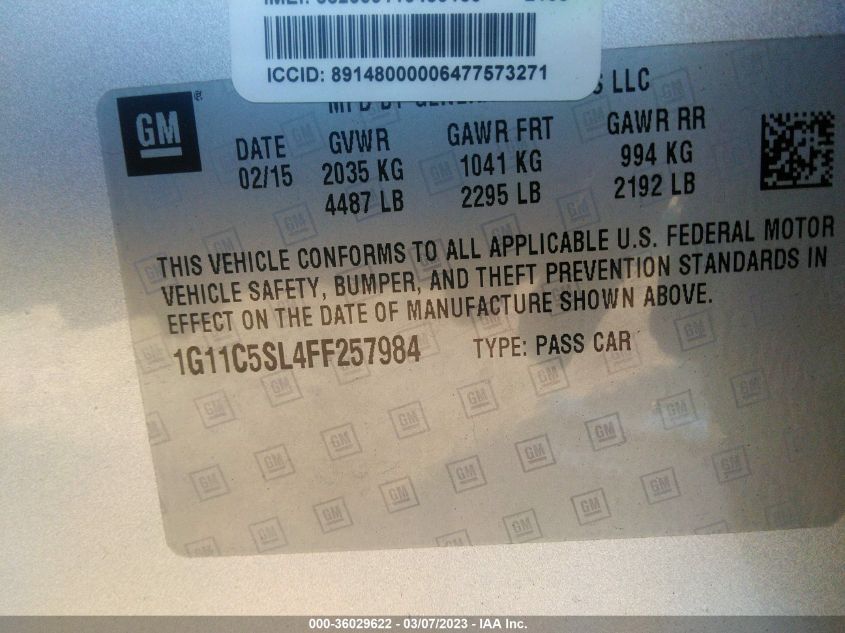 ICCID: 89148000006477573271
LLC
GM
DATE
02/15
GVWR
2035 KG
4487 LB
GAWR FRT
1041 KG
2295 LB
GAWR RR
994 KG
2192 LB
THIS VEHICLE CONFORMS TO ALL APPLICABLE U.S. FEDERAL MOTOR
VEHICLE SAFETY, BUMPER, AND THEFT PREVENTION STANDARDS IN
EFFECT ON THE DATE OF MANUFACTURE SHOWN ABOVE.
1G11C5SL4FF257984 TYPE: PASS CAR
000-36029622 - 03/07/2023 - IAA Inc.